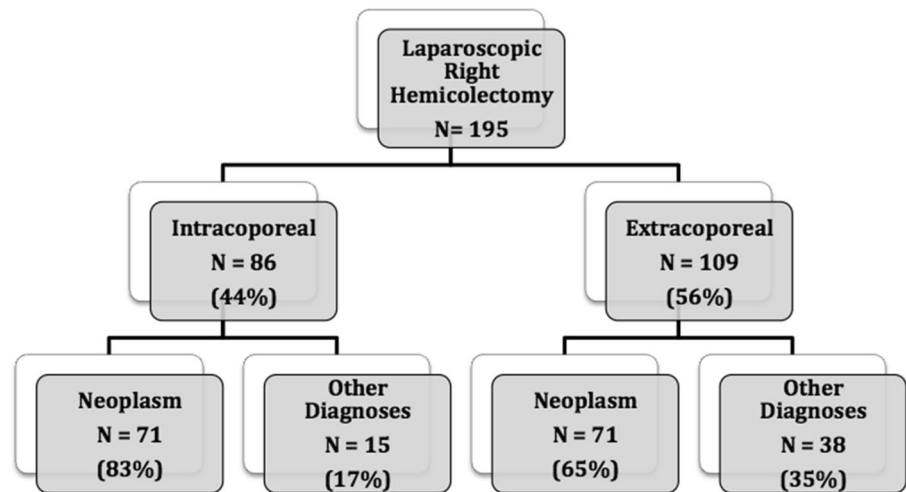 Laparoscopic
Right
Hemicolectomy
N= 195
Intracoporeal
N = 86
(44%)
Extracoporeal
N = 109
(56%)
Neoplasm
N = 71
(83%)
Other
Diagnoses
N = 15
(17%)
Neoplasm
N = 71
(65%)
Other
Diagnoses
N = 38
(35%)